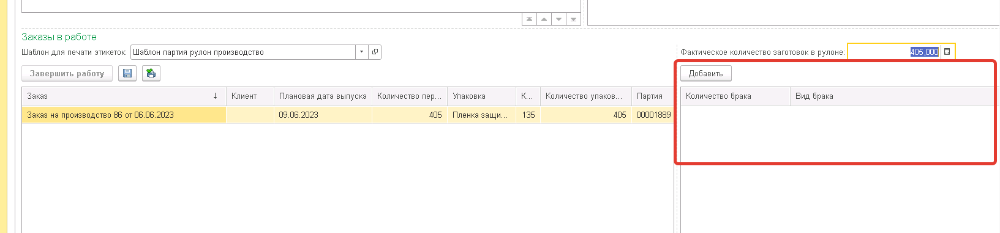 Заказы в работе
Шаблон для печати этикеток: Шаблон партия рулон производство
Фактическое количество заготовок в рулоне: 405,000
Завершить работу
Добавить
Заказ ↓ Клиент Плановая дата выпуска Количество пер... Упаковка К... Количество упаков... Партия
Количество брака Вид брака
Заказ на производство 86 от 06.06.2023 09.06.2023 405 Пленка защи... 135 405 00001889